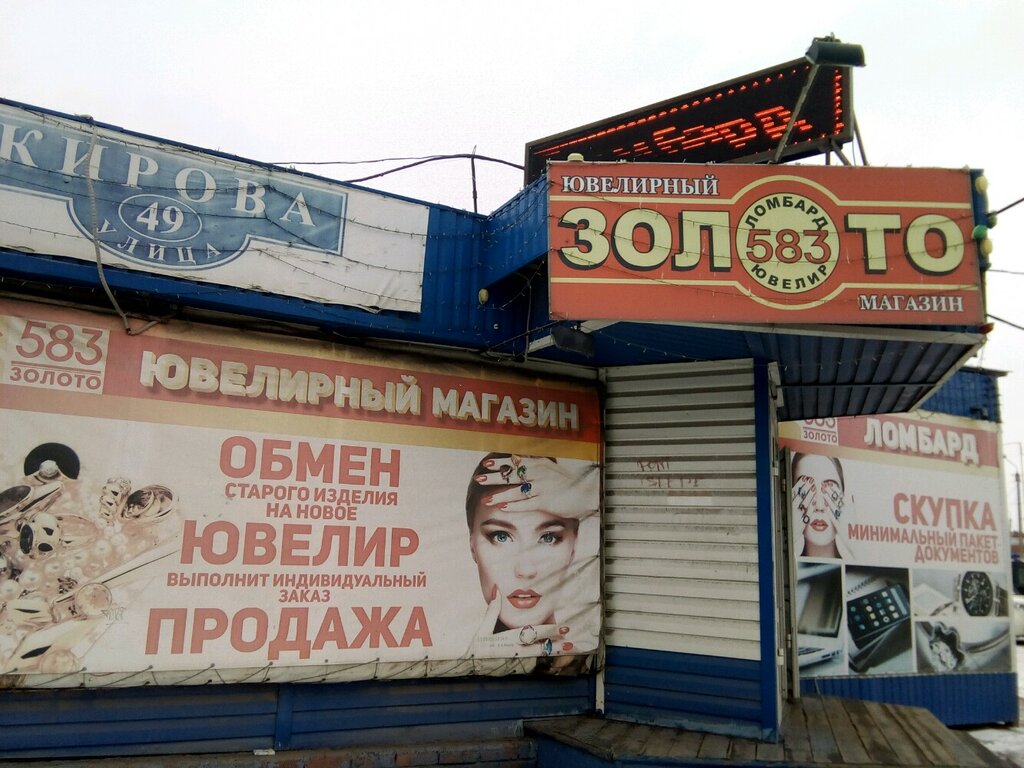 КИРОВА
49
УЛИЦА
ЮВЕЛИРНЫЙ
ЗОЛ
ЛОМБАРД
583
ЮВЕЛИР
ТО
МАГАЗИН
583
ЗОЛОТО
ЮВЕЛИРНЫЙ МАГАЗИН
ОБМЕН
СТАРОГО ИЗДЕЛИЯ
НА НОВОЕ
ЮВЕЛИР
ВЫПОЛНИТ ИНДИВИДУАЛЬНЫЙ
ЗАКАЗ
ПРОДАЖА
583
ЗОЛОТО
ЛОМБАРД
СКУПКА
МИНИМАЛЬНЫЙ ПАКЕТ
ДОКУМЕНТОВ